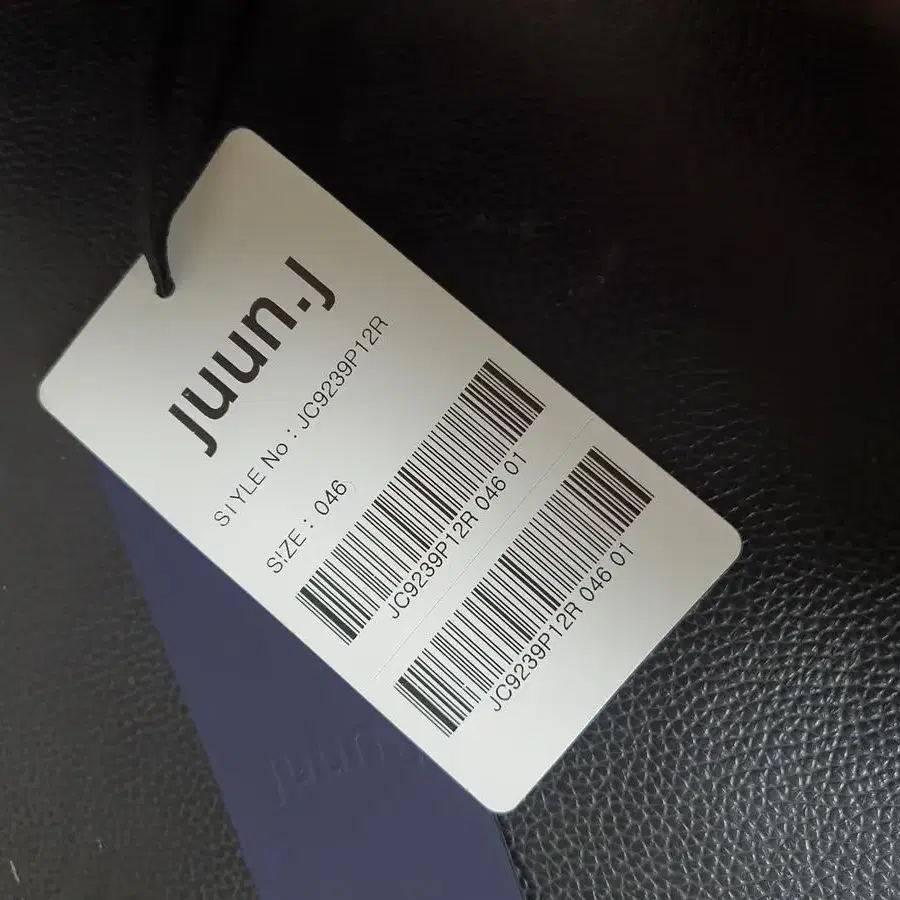 juun.J
STYLE No : JC9239P12R
SIZE : 046
JC9239P12R 046 01
JC9239P12R 046 01
juun.J